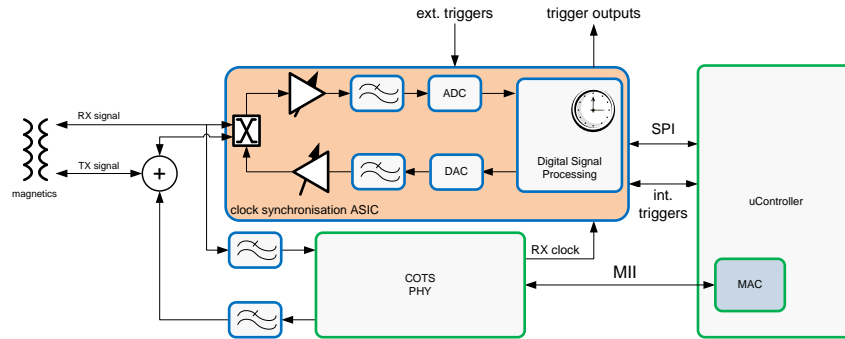 ext. triggers
trigger outputs
RX signal
TX signal
magnetics
+
ADC
DAC
Digital Signal
Processing
clock synchronisation ASIC
SPI
int.
triggers
uController
RX clock
COTS
PHY
MII
MAC